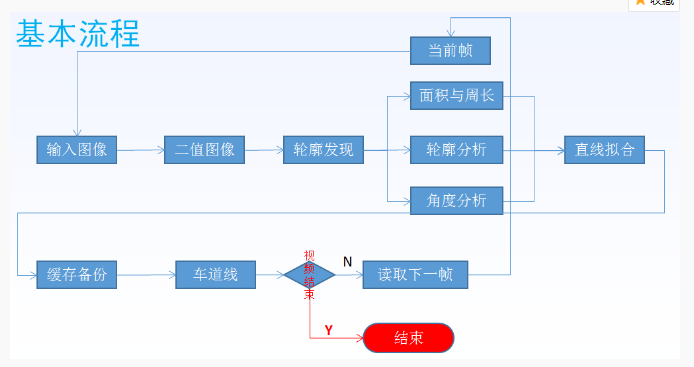 收藏
基本流程
当前帧
面积与周长
输入图像
二值图像
轮廓发现
轮廓分析
直线拟合
角度分析
缓存备份
车道线
视频结束
N
读取下一帧
Y
结束